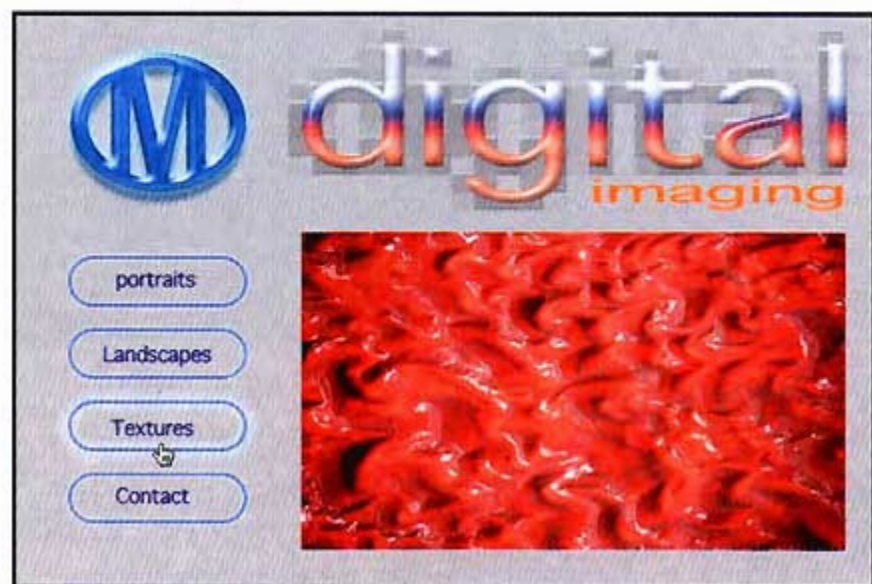 M
digital
imaging
portraits
Landscapes
Textures
Contact